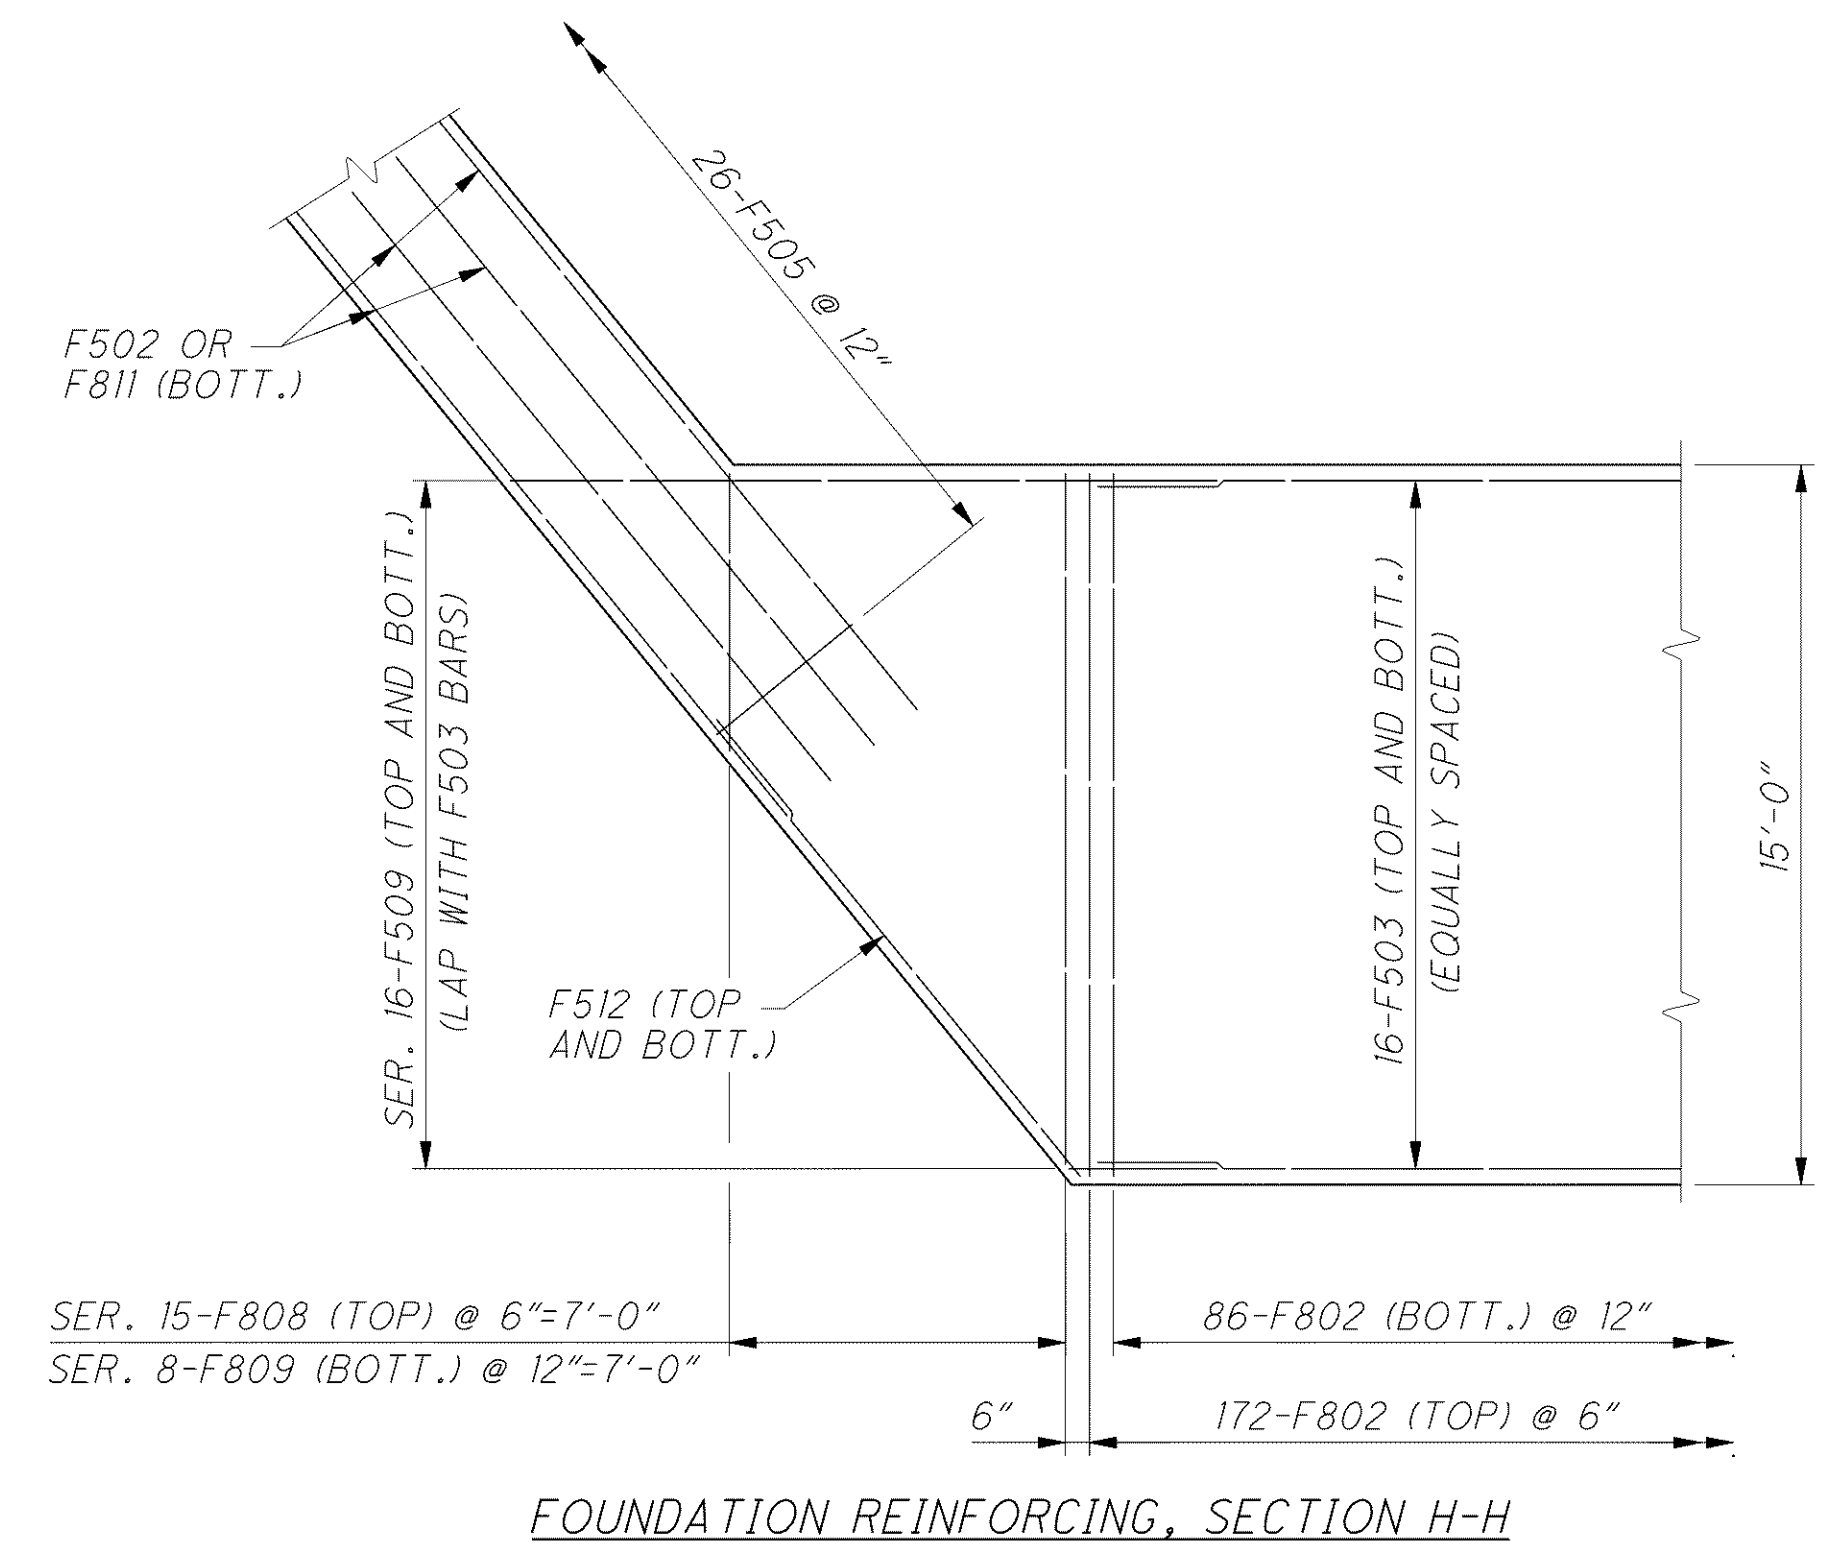 26-F505 @ 12"
F502 OR
F811 (BOTT.)
SER. 16-F509 (TOP AND BOTT.)
(LAP WITH F503 BARS)
16-F503 (TOP AND BOTT.)
(EQUALLY SPACED)
15'-0"
F512 (TOP
AND BOTT.)
SER. 15-F808 (TOP) @ 6"=7'-0"
SER. 8-F809 (BOTT.) @ 12"=7'-0"
86-F802 (BOTT.) @ 12"
6"
172-F802 (TOP) @ 6"
FOUNDATION REINFORCING, SECTION H-H